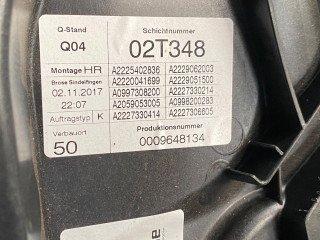 Q-Stand Schichtnummer
Q04 02T348
Montage HR A2225402836 A2229062003
Brose Sindelfingen A2220041699 A2229051500
02.11.2017 A0997308200 A2227330214
22:07 A2059053005 A0998200283
Auftragstyp K A2227330414 A2227306605
Verbauort Produktionsnummer
50 0009648134